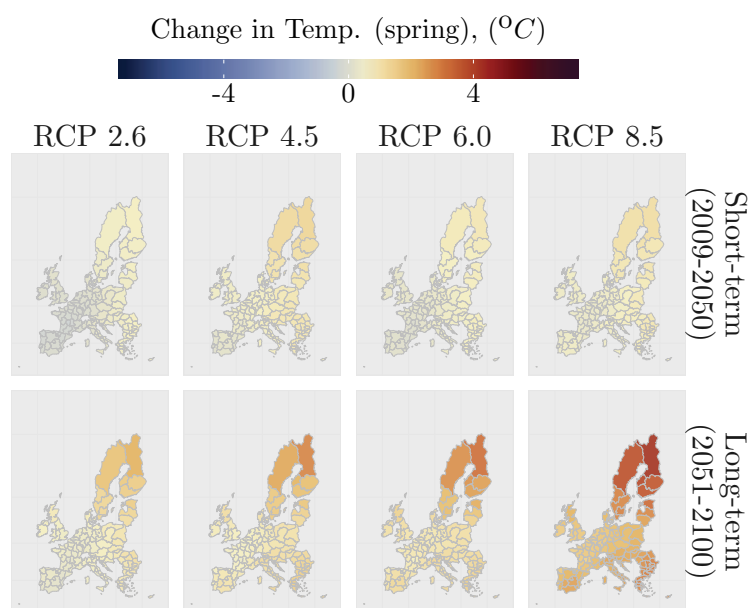 Change in Temp. (spring), (°C)
-4 0 4
RCP 2.6 RCP 4.5 RCP 6.0 RCP 8.5
Short-term
(2009-2050)
Long-term
(2051-2100)